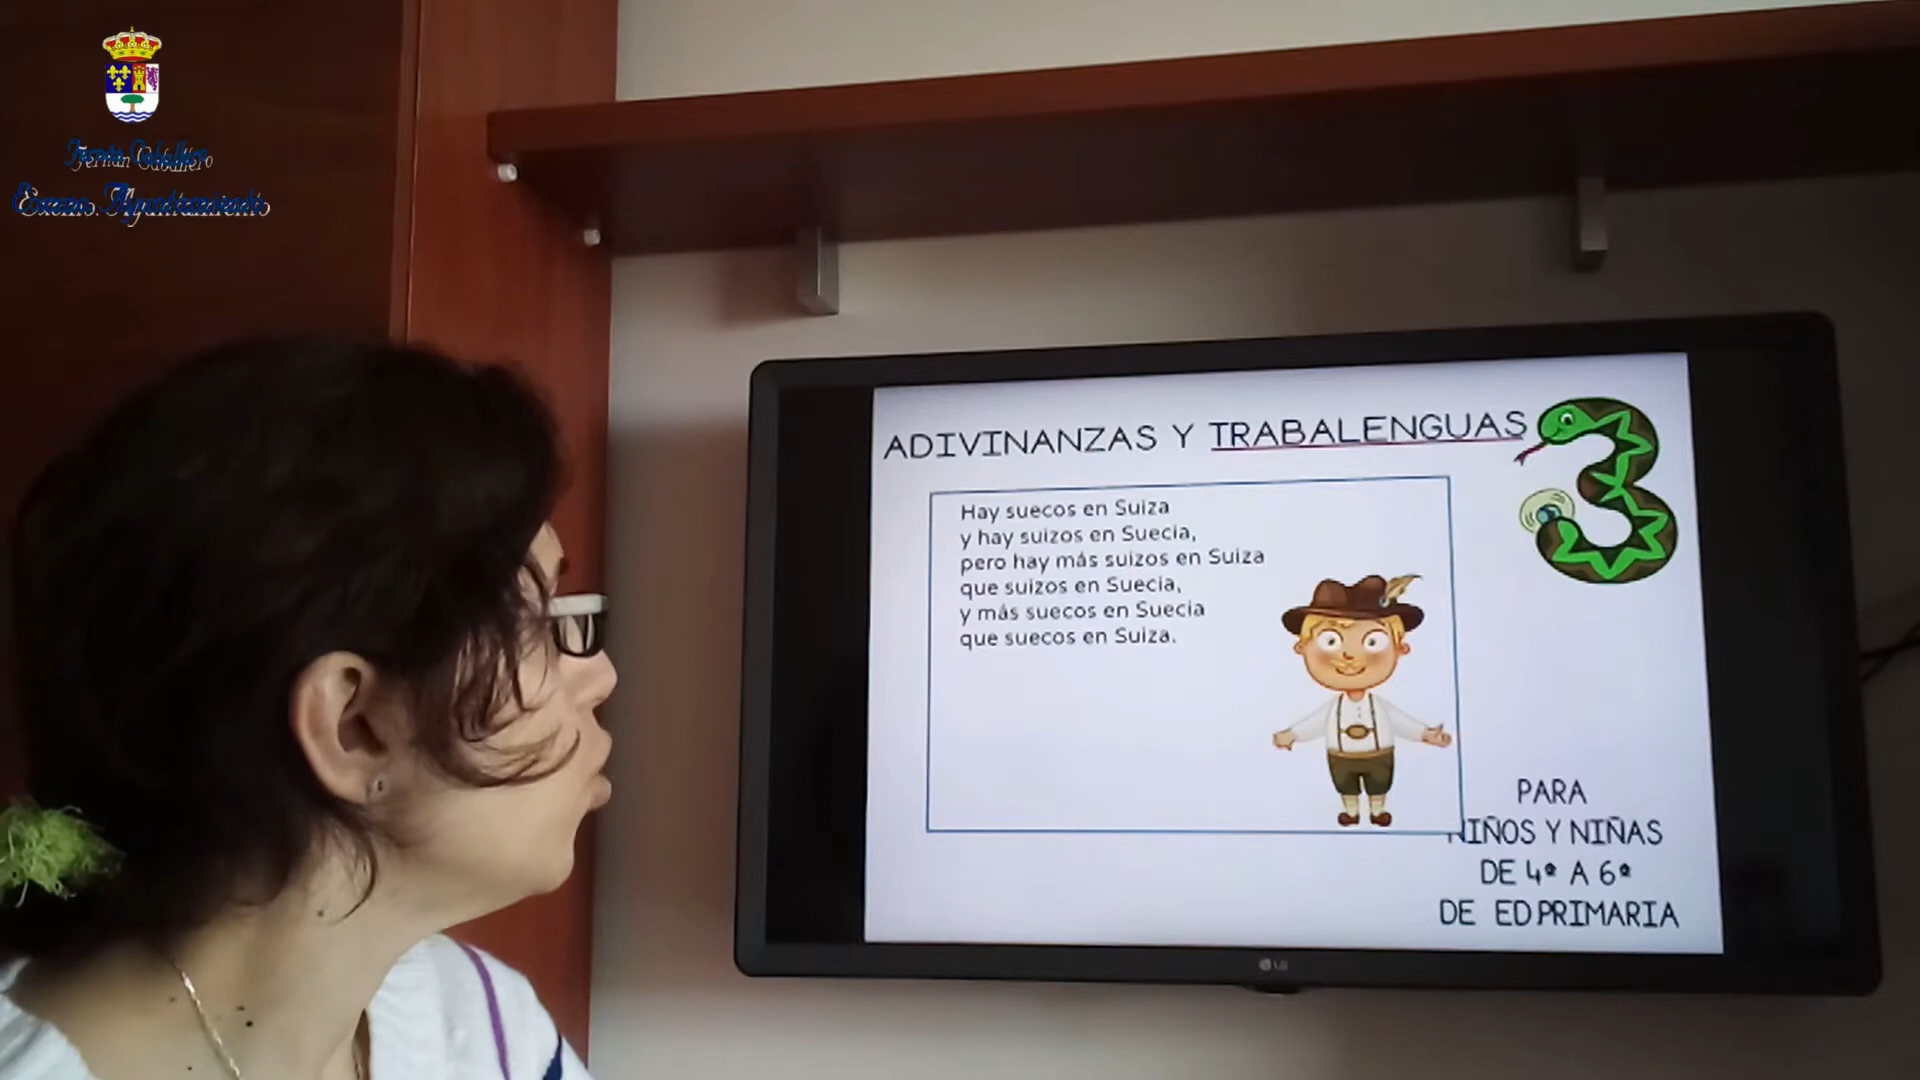 Fernán Caballero
Excmo. Ayuntamiento
ADIVINANZAS Y TRABALENGUAS
Hay suecos en Suiza
y hay suizos en Suecia,
pero hay más suizos en Suiza
que suizos en Suecia,
y más suecos en Suecia
que suecos en Suiza.
PARA
NIÑOS Y NIÑAS
DE 4º A 6º
DE ED PRIMARIA
LG